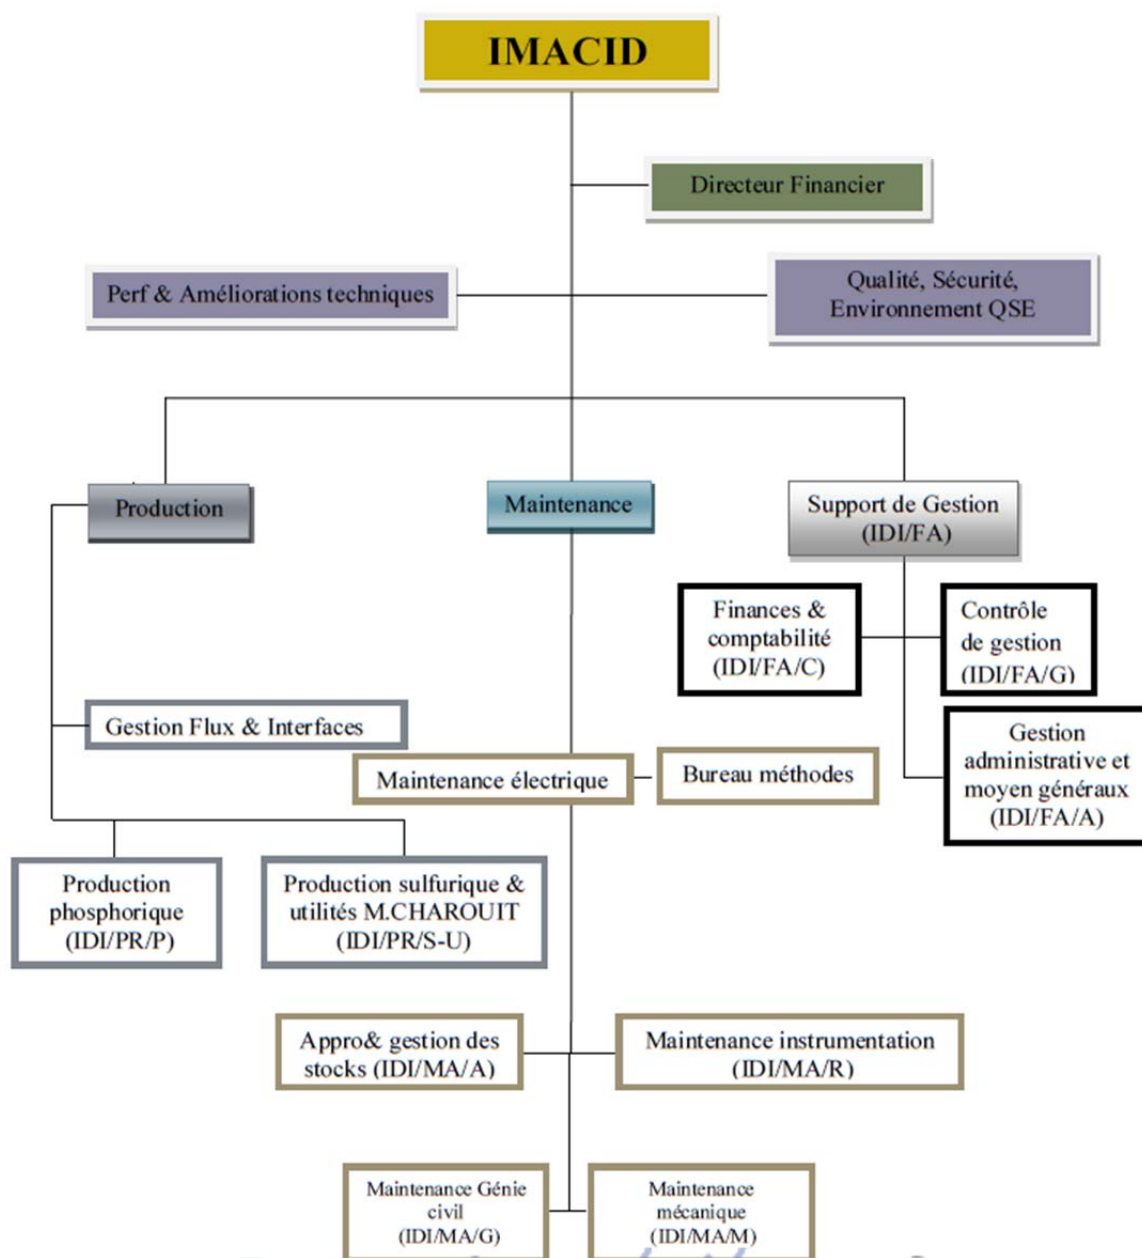 IMACID
Directeur Financier
Perf & Améliorations techniques
Qualité, Sécurité,
Environnement QSE
Production
Maintenance
Support de Gestion
(IDI/FA)
Finances &
comptabilité
(IDI/FA/C)
Contrôle
de gestion
(IDI/FA/G)
Gestion Flux & Interfaces
Gestion
administrative et
moyen généraux
(IDI/FA/A)
Maintenance électrique
Bureau méthodes
Production
phosphorique
(IDI/PR/P)
Production sulfurique &
utilités M.CHAROUIT
(IDI/PR/S-U)
Appro& gestion des
stocks (IDI/MA/A)
Maintenance instrumentation
(IDI/MA/R)
Maintenance Génie
civil
(IDI/MA/G)
Maintenance
mécanique
(IDI/MA/M)